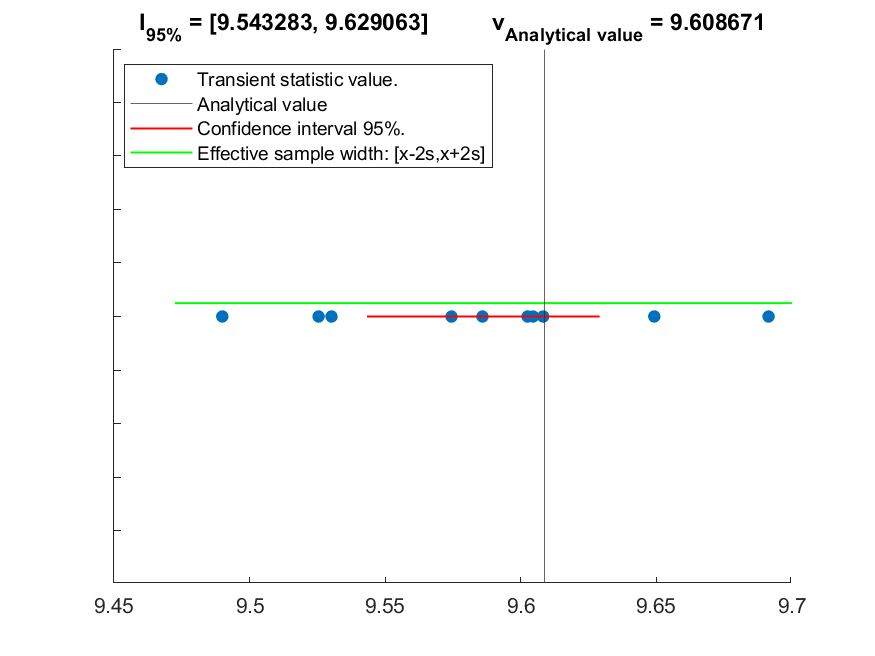 I95% = [9.543283, 9.629063] vAnalytical value = 9.608671
Transient statistic value.
Analytical value
Confidence interval 95%.
Effective sample width: [x-2s,x+2s]
9.45 9.5 9.55 9.6 9.65 9.7